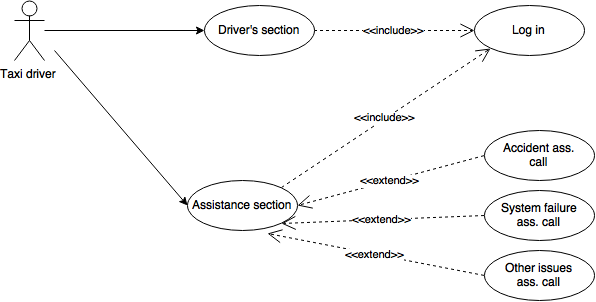 Driver's section
<<include>>
Log in
Taxi driver
<<include>>
Accident ass.
call
<<extend>>
Assistance section
System failure
ass. call
<<extend>>
<<extend>>
Other issues
ass. call